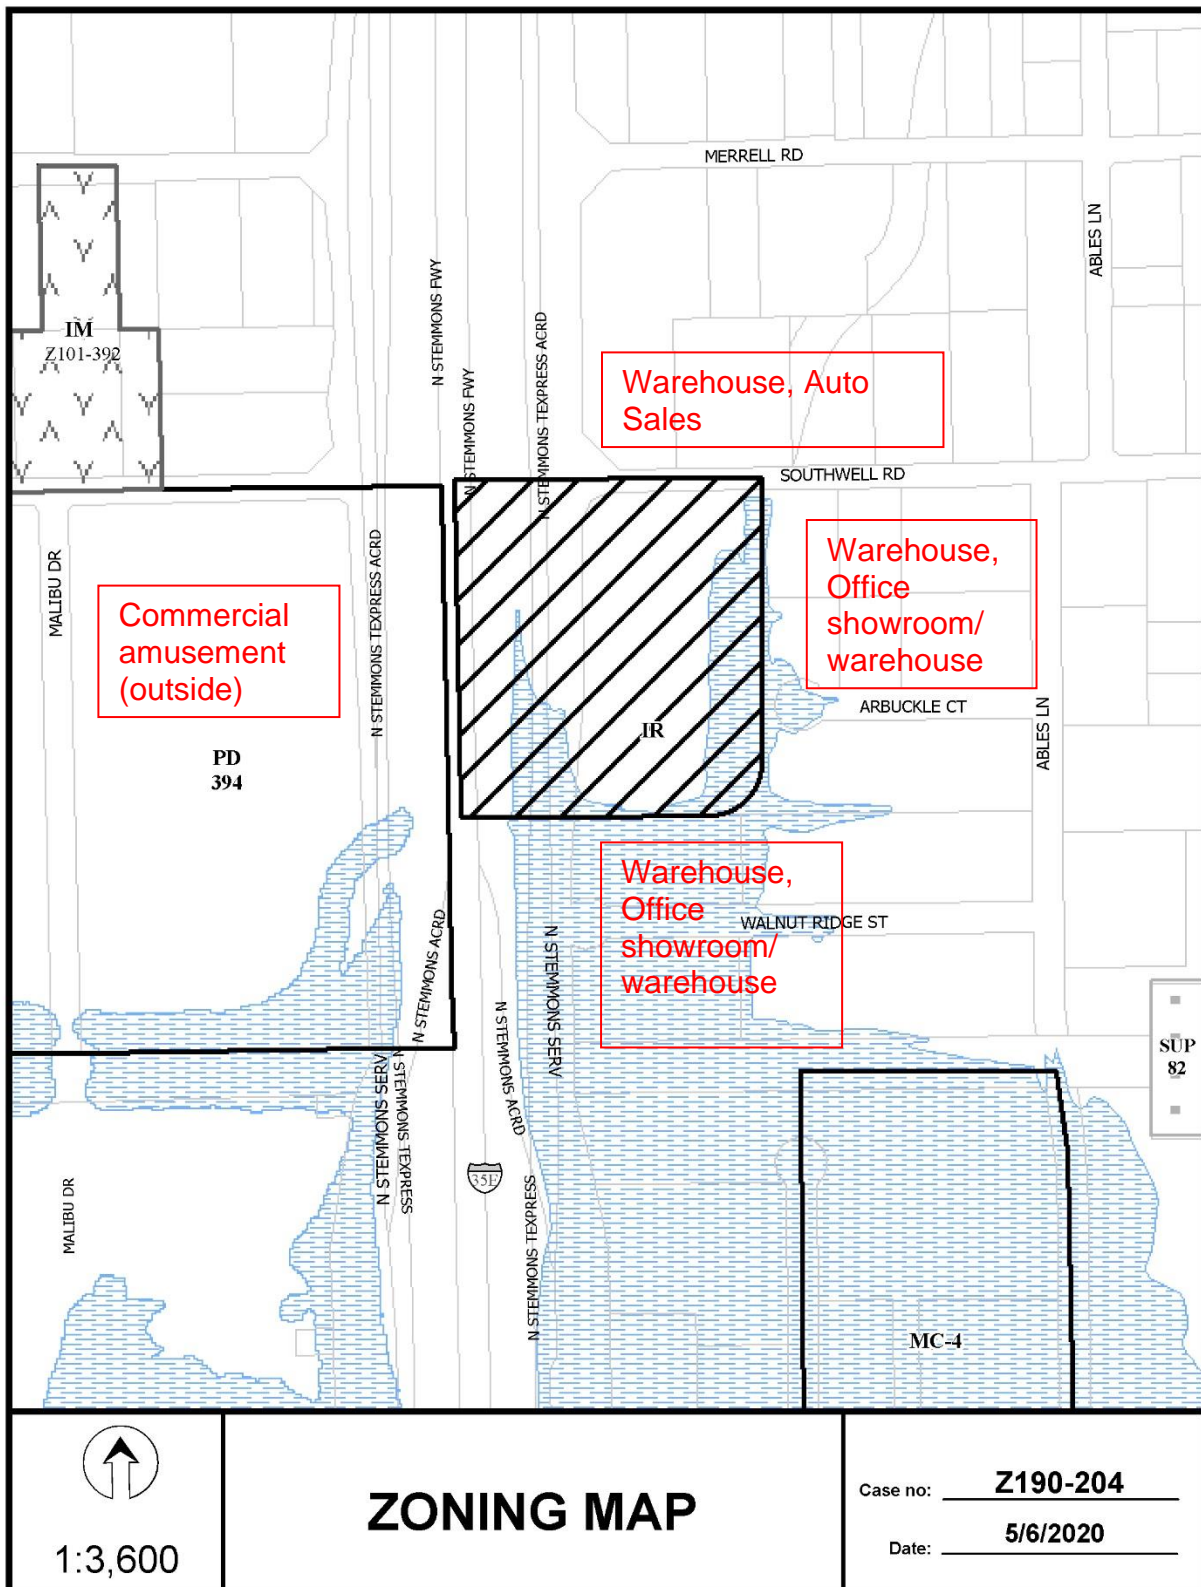 MERRELL RD
ABLES LN
N STEMMONS FWY
IM
Z101-392
N STEMMONS FWY
N STEMMONS TEXPRESS ACRD
Warehouse, Auto
Sales
SOUTHWELL RD
MALIBU DR
N STEMMONS TEXPRESS ACRD
Commercial
amusement
(outside)
Warehouse,
Office
showroom/
warehouse
ARBUCKLE CT
ABLES LN
IR
PD
394
Warehouse,
Office
showroom/
warehouse
WALNUT RIDGE ST
N STEMMONS ACRD
N STEMMONS SERV
N STEMMONS ACRD
SUP
82
N STEMMONS SERV
N STEMMONS TEXPRESS
35E
MALIBU DR
N STEMMONS TEXPRESS
MC-4
1:3,600
ZONING MAP
Case no: Z190-204
Date: 5/6/2020